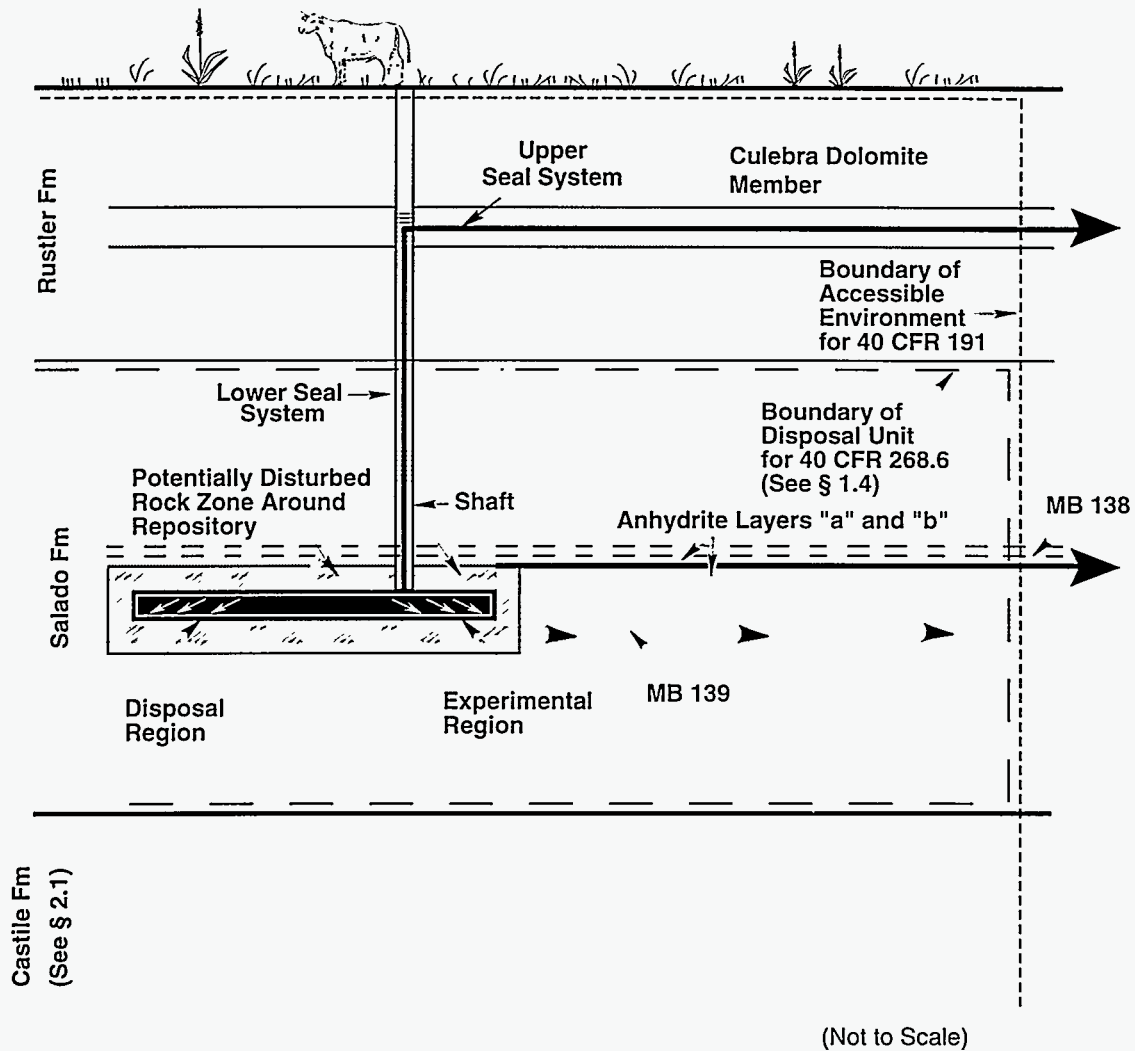 Upper
Seal System
Culebra Dolomite
Member
Rustler Fm
Boundary of
Accessible
Environment
for 40 CFR 191
Lower Seal
System
Boundary of
Disposal Unit
for 40 CFR 268.6
(See § 1.4)
Potentially Disturbed
Rock Zone Around
Repository
Shaft
MB 138
Anhydrite Layers "a" and "b"
Salado Fm
MB 139
Disposal
Region
Experimental
Region
Castile Fm
(See § 2.1)
(Not to Scale)